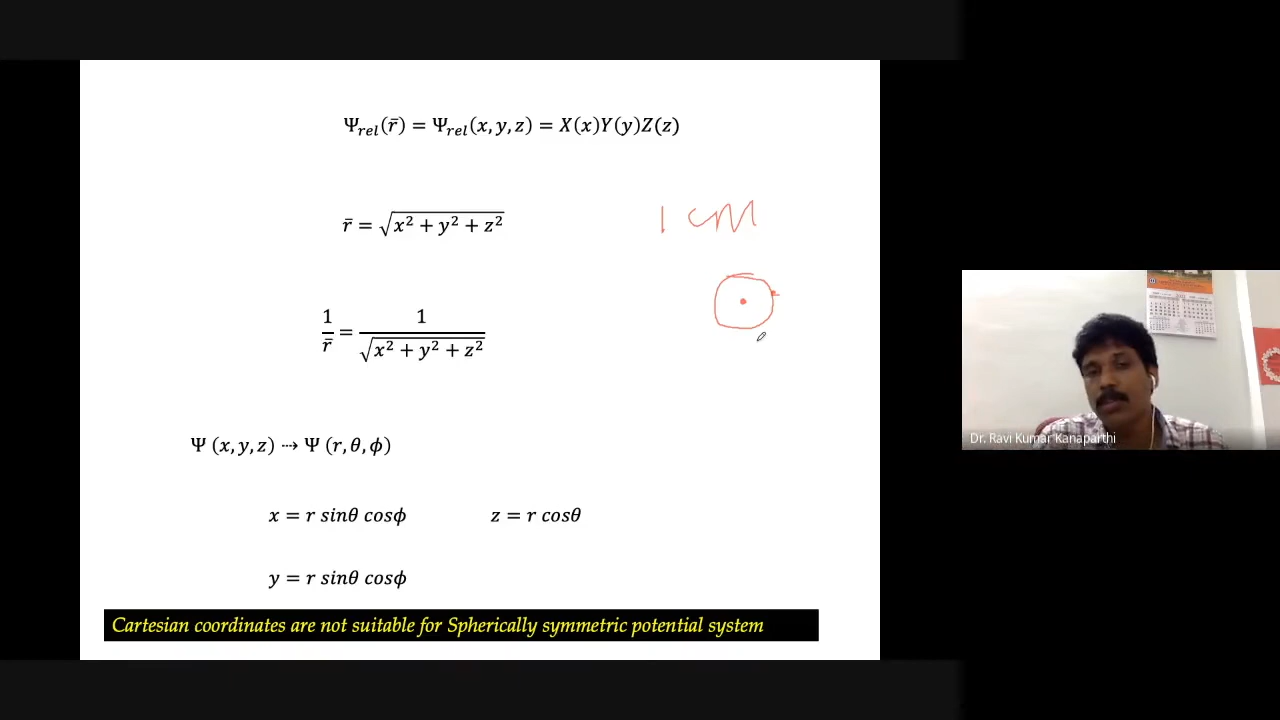 Ψ_rel(r̄) = Ψ_rel(x, y, z) = X(x)Y(y)Z(z)
r̄ = √(x² + y² + z²)
1 cm
1/r̄ = 1/√(x² + y² + z²)
Ψ (x, y, z) ⇢ Ψ (r, θ, ϕ)
x = r sinθ cosϕ
z = r cosθ
y = r sinθ cosϕ
Cartesian coordinates are not suitable for Spherically symmetric potential system
Dr. Ravi Kumar Kanaparthi